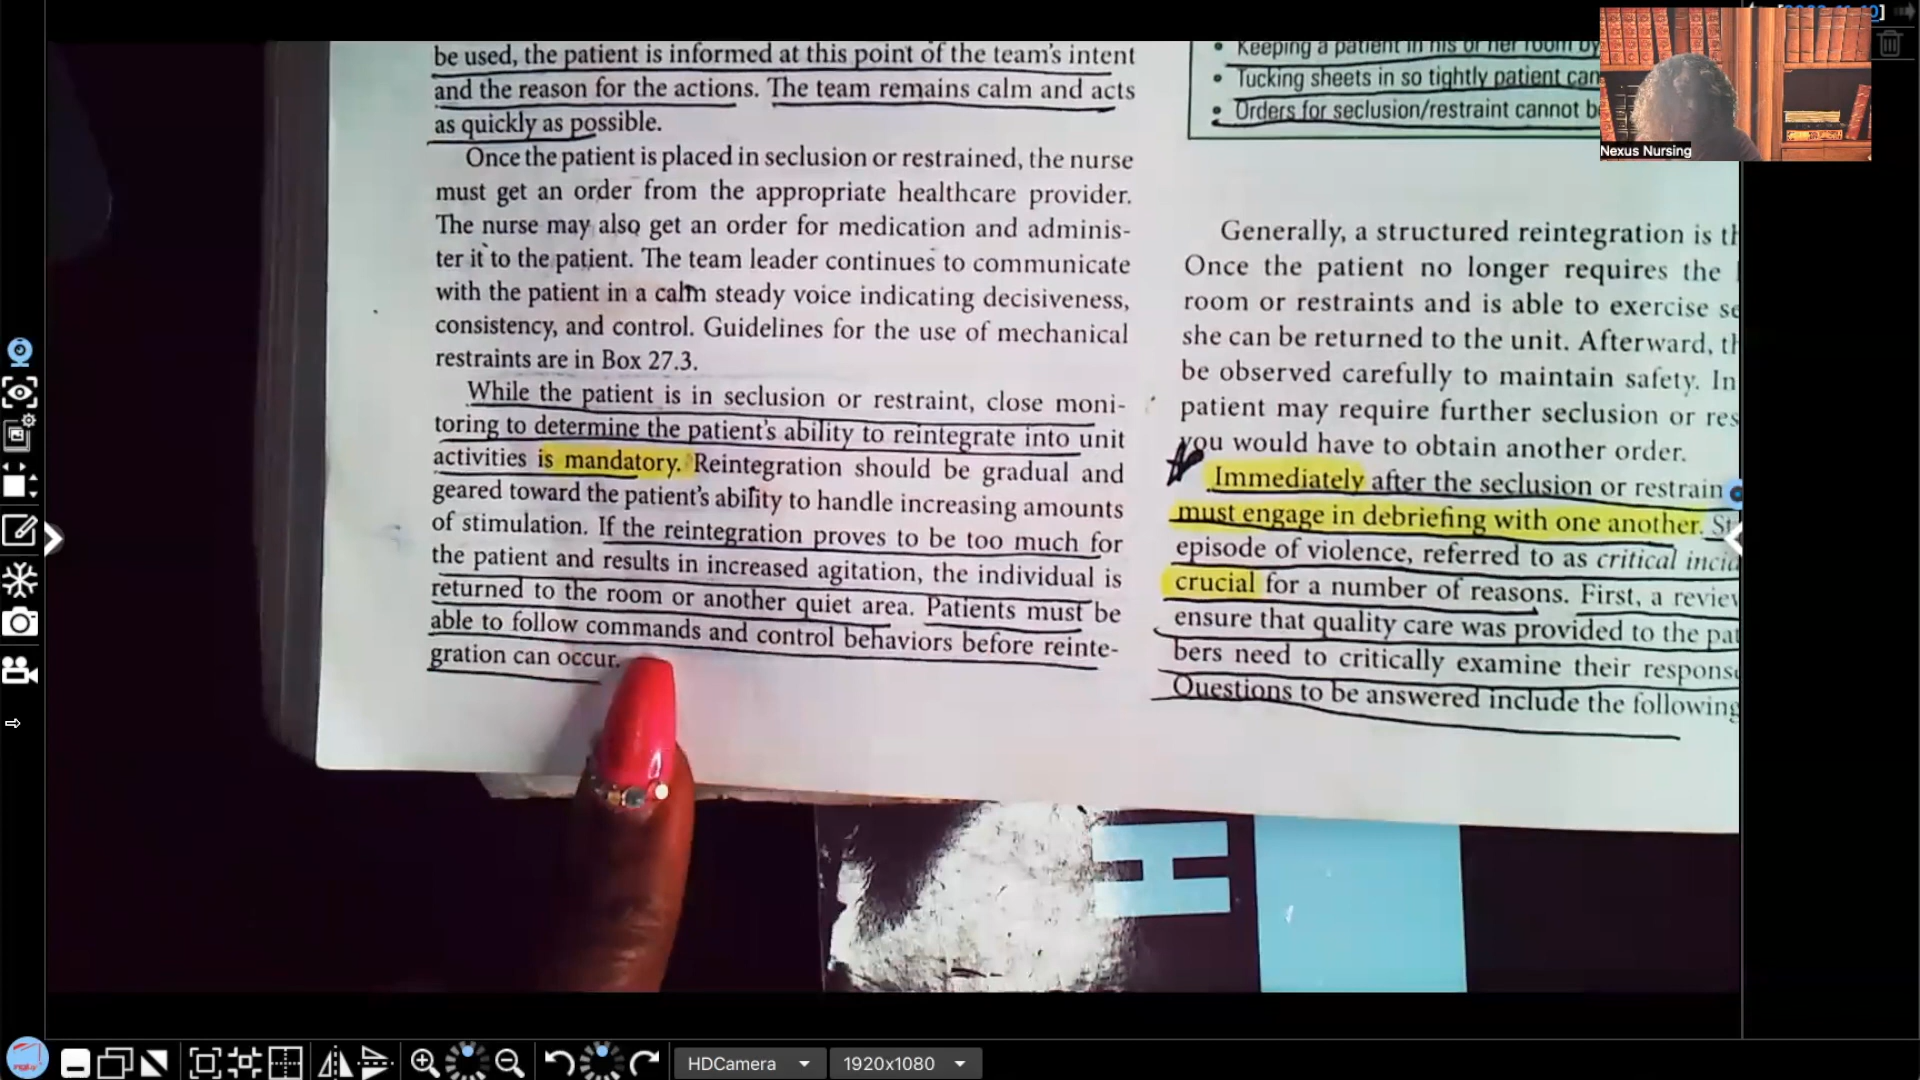 be used, the patient is informed at this point of the team's intent
and the reason for the actions. The team remains calm and acts
as quickly as possible.
Once the patient is placed in seclusion or restrained, the nurse
must get an order from the appropriate healthcare provider.
The nurse may also get an order for medication and adminis-
ter it to the patient. The team leader continues to communicate
with the patient in a calm steady voice indicating decisiveness,
consistency, and control. Guidelines for the use of mechanical
restraints are in Box 27.3.
While the patient is in seclusion or restraint, close moni-
toring to determine the patient's ability to reintegrate into unit
activities is mandatory. Reintegration should be gradual and
geared toward the patient's ability to handle increasing amounts
of stimulation. If the reintegration proves to be too much for
the patient and results in increased agitation, the individual is
returned to the room or another quiet area. Patients must be
able to follow commands and control behaviors before reinte-
gration can occur.
• Keeping a patient in his or her room by
• Tucking sheets in so tightly patient can
• Orders for seclusion/restraint cannot
Generally, a structured reintegration is
Once the patient no longer requires the
room or restraints and is able to exercise
she can be returned to the unit. Afterward,
be observed carefully to maintain safety. In
patient may require further seclusion or
you would have to obtain another order.
Immediately after the seclusion or restrain
must engage in debriefing with one another.
episode of violence, referred to as critical
crucial for a number of reasons. First, a
ensure that quality care was provided to the
bers need to critically examine their
Questions to be answered include the following
Nexus Nursing
H
HDCamera
1920x1080